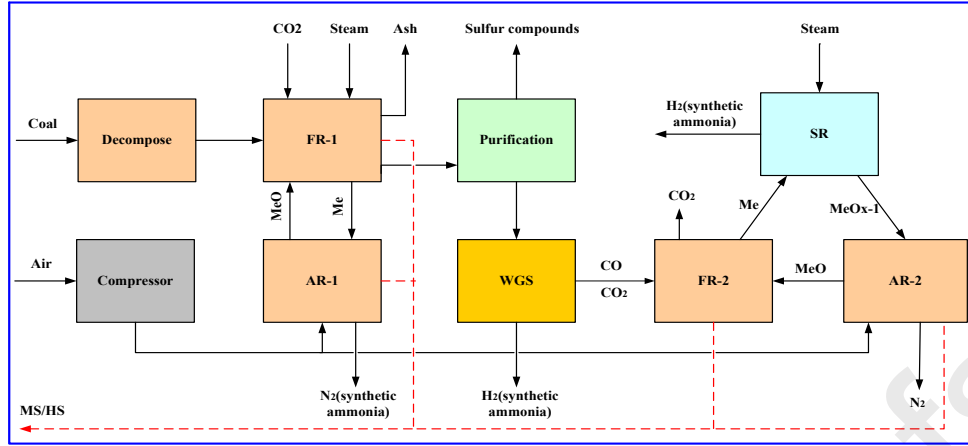 CO2
Steam
Ash
Sulfur compounds
Steam
Coal
Decompose
FR-1
Purification
H2(synthetic
ammonia)
SR
MeO
Me
CO2
Me
MeOx-1
Air
Compressor
AR-1
WGS
CO
CO2
FR-2
MeO
AR-2
N2(synthetic
ammonia)
H2(synthetic
ammonia)
N2
MS/HS